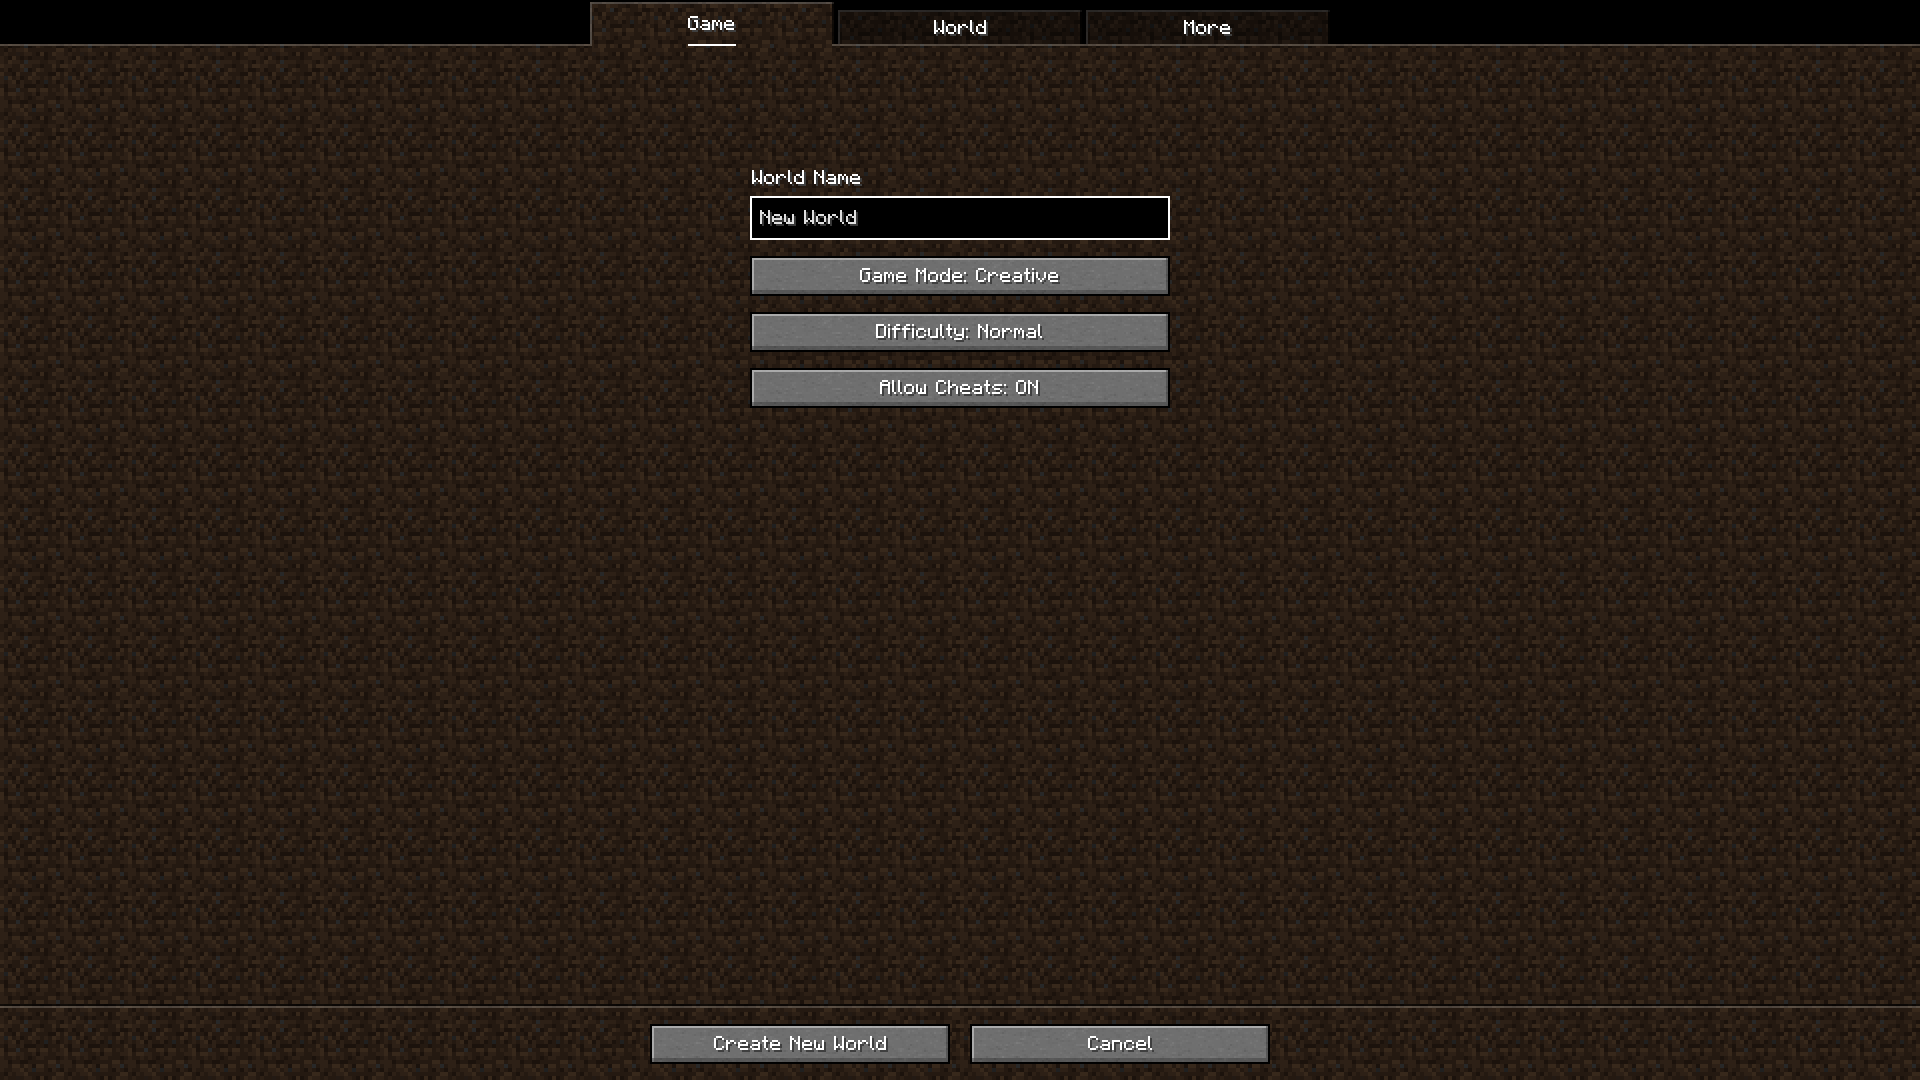 Game
World
More
World Name
New World
Game Mode: Creative
Difficulty: Normal
Allow Cheats: ON
Create New World
Cancel